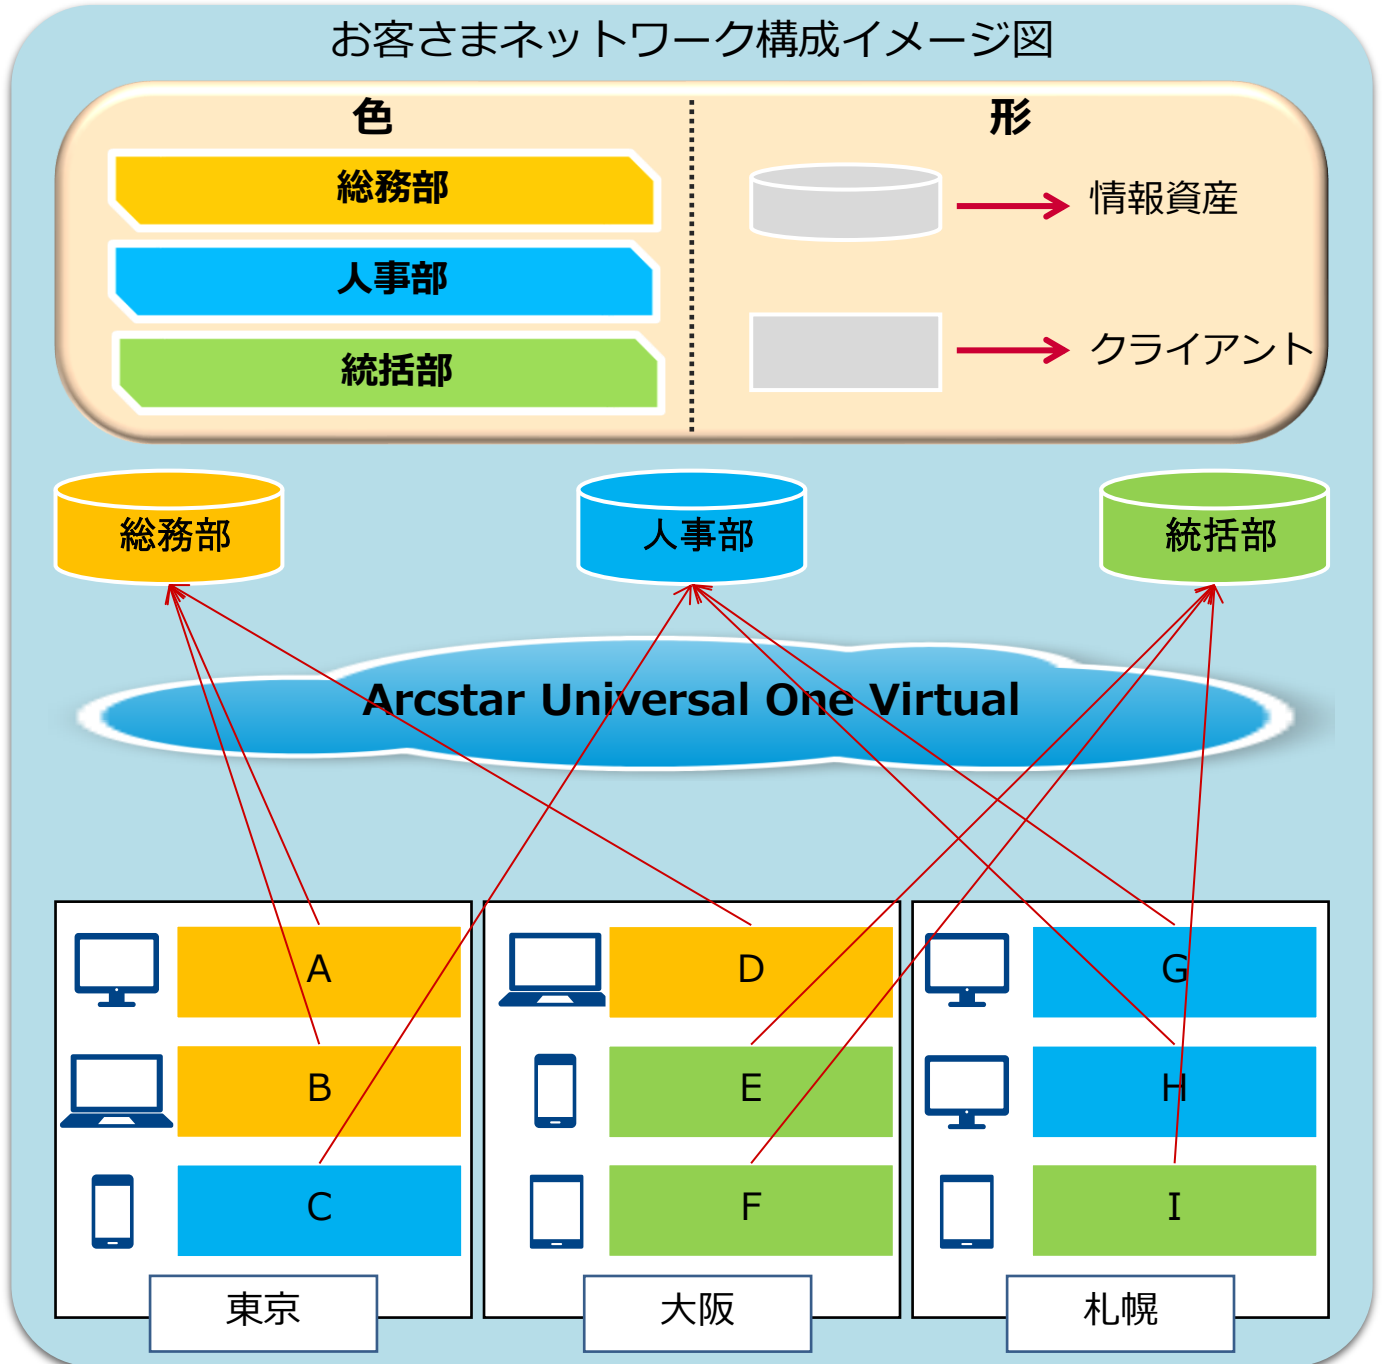 お客さまネットワーク構成イメージ図
色
形
総務部
人事部
統括部
情報資産
クライアント
総務部
人事部
統括部
Arcstar Universal One Virtual
A
B
C
東京
D
E
F
大阪
G
H
I
札幌